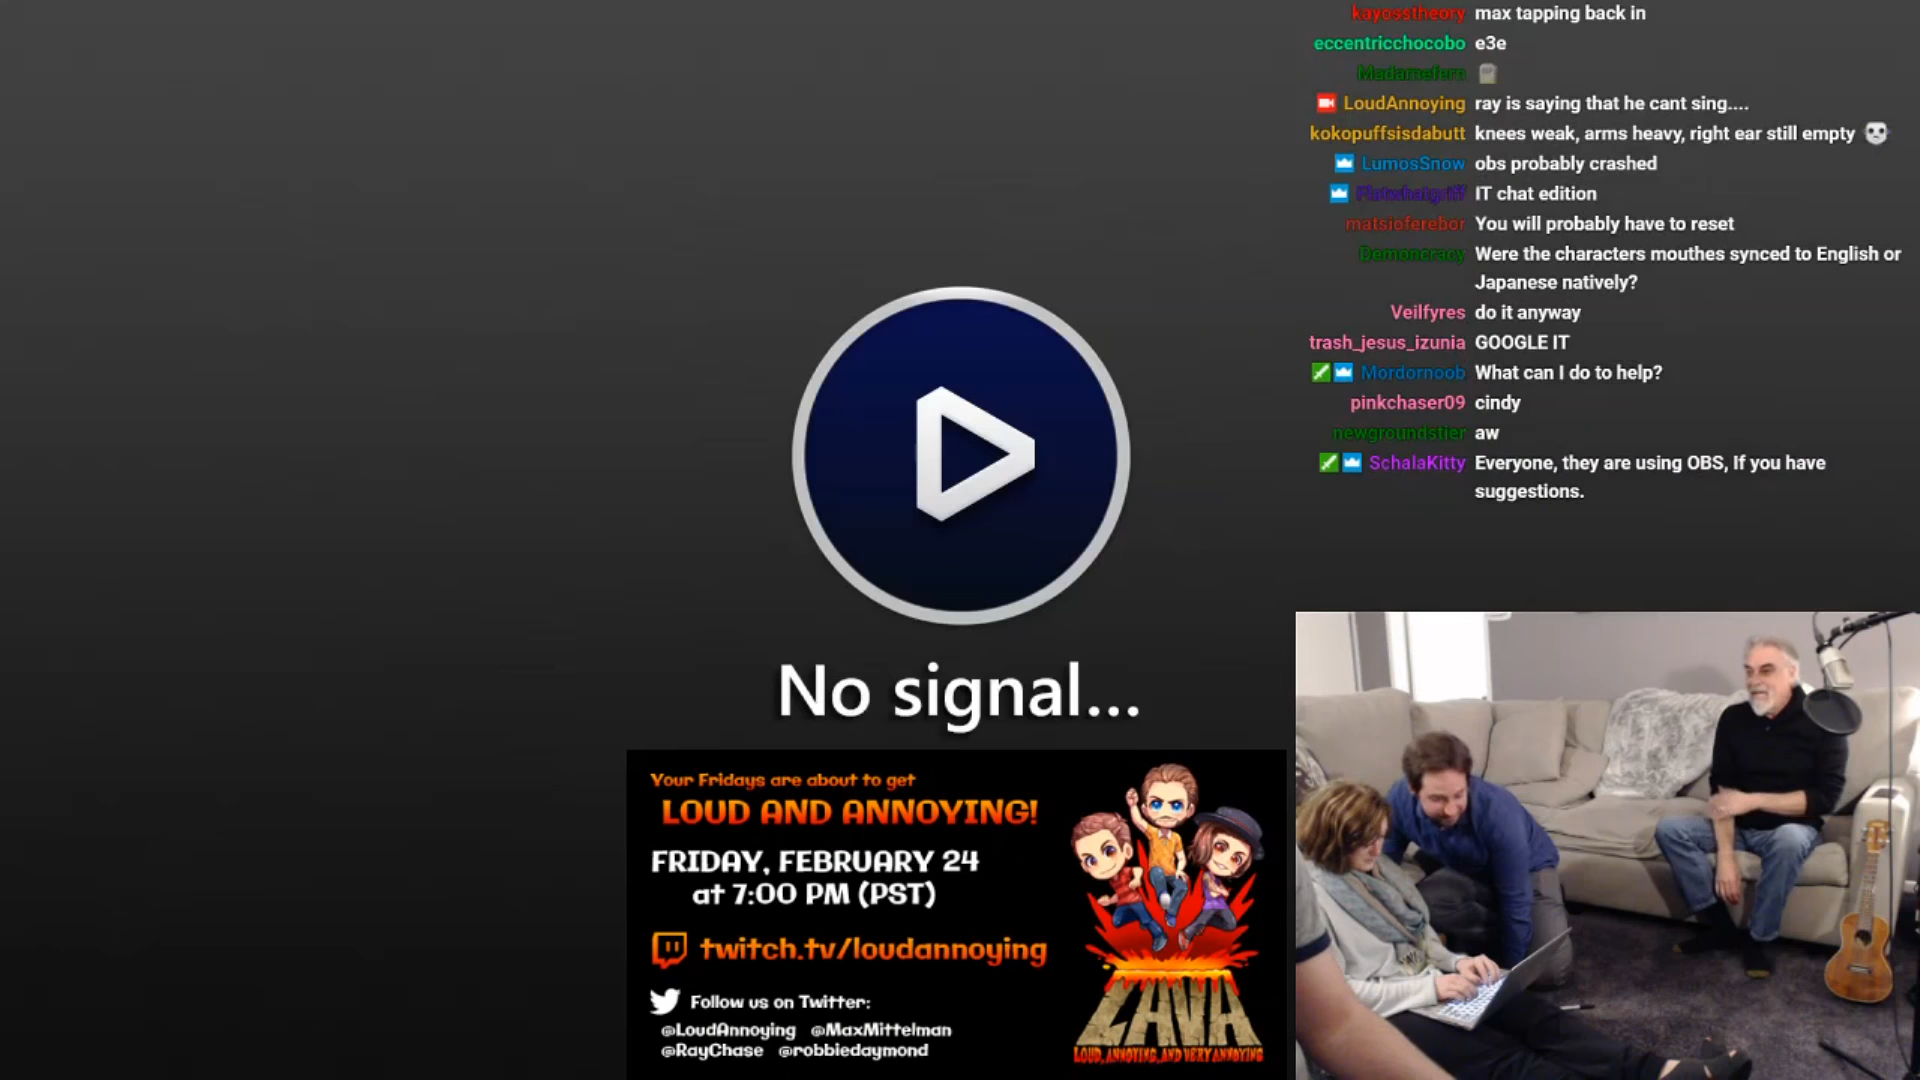 kayosstheory max tapping back in
eccentricchocobo e3e
Madamefern
LoudAnnoying ray is saying that he cant sing....
kokopuffsisdabutt knees weak, arms heavy, right ear still empty
LumosSnow obs probably crashed
Flatwhatgriff IT chat edition
matsioferebor You will probably have to reset
Demoncracy Were the characters mouthes synced to English or
Japanese natively?
Veilfyres do it anyway
trash_jesus_izunia GOOGLE IT
Mordornoob What can I do to help?
pinkchaser09 cindy
newgroundstier aw
SchalaKitty Everyone, they are using OBS, If you have
suggestions.
No signal...
Your Fridays are about to get
LOUD AND ANNOYING!
FRIDAY, FEBRUARY 24
at 7:00 PM (PST)
twitch.tv/loudannoying
Follow us on Twitter:
@LoudAnnoying @MaxMittelman
@RayChase @robbiedaymond
LAVA
LOUD, ANNOYING, AND VERY ANNOYING